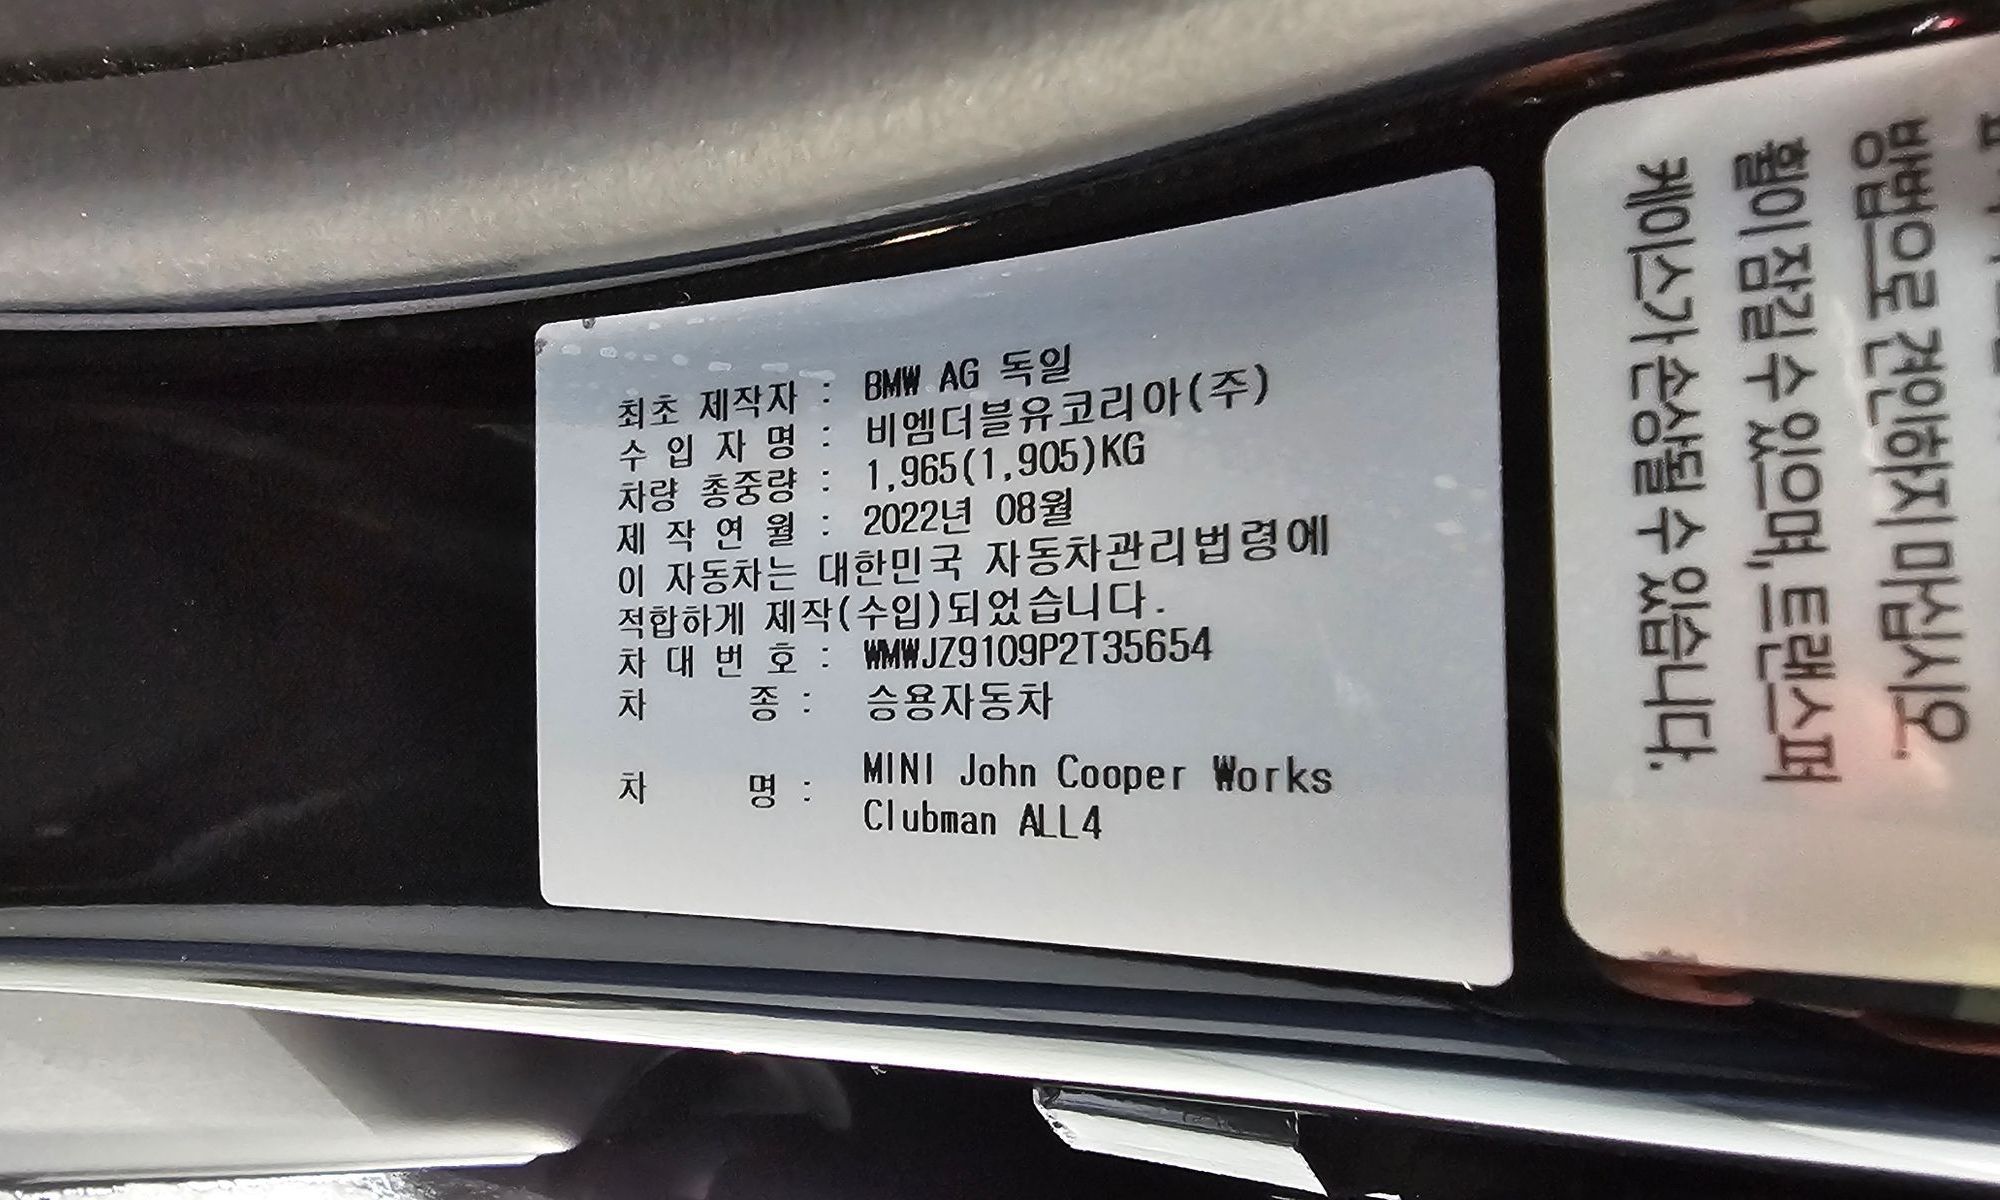 최초 제작자 : BMW AG 독일
수 입 자 명 : 비엠더블유코리아(주)
차량 총중량 : 1,965(1,905)KG
제 작 연 월 : 2022년 08월
이 자동차는 대한민국 자동차관리법령에
적합하게 제작(수입)되었습니다.
차 대 번 호 : WMWJZ9109P2T35654
차 종 : 승용자동차
차 명 : MINI John Cooper Works
Clubman ALL4
방법으로 견인하지 마십시오.
휠이 잠길 수 있으며, 트랜스퍼
케이스가 손상될 수 있습니다.